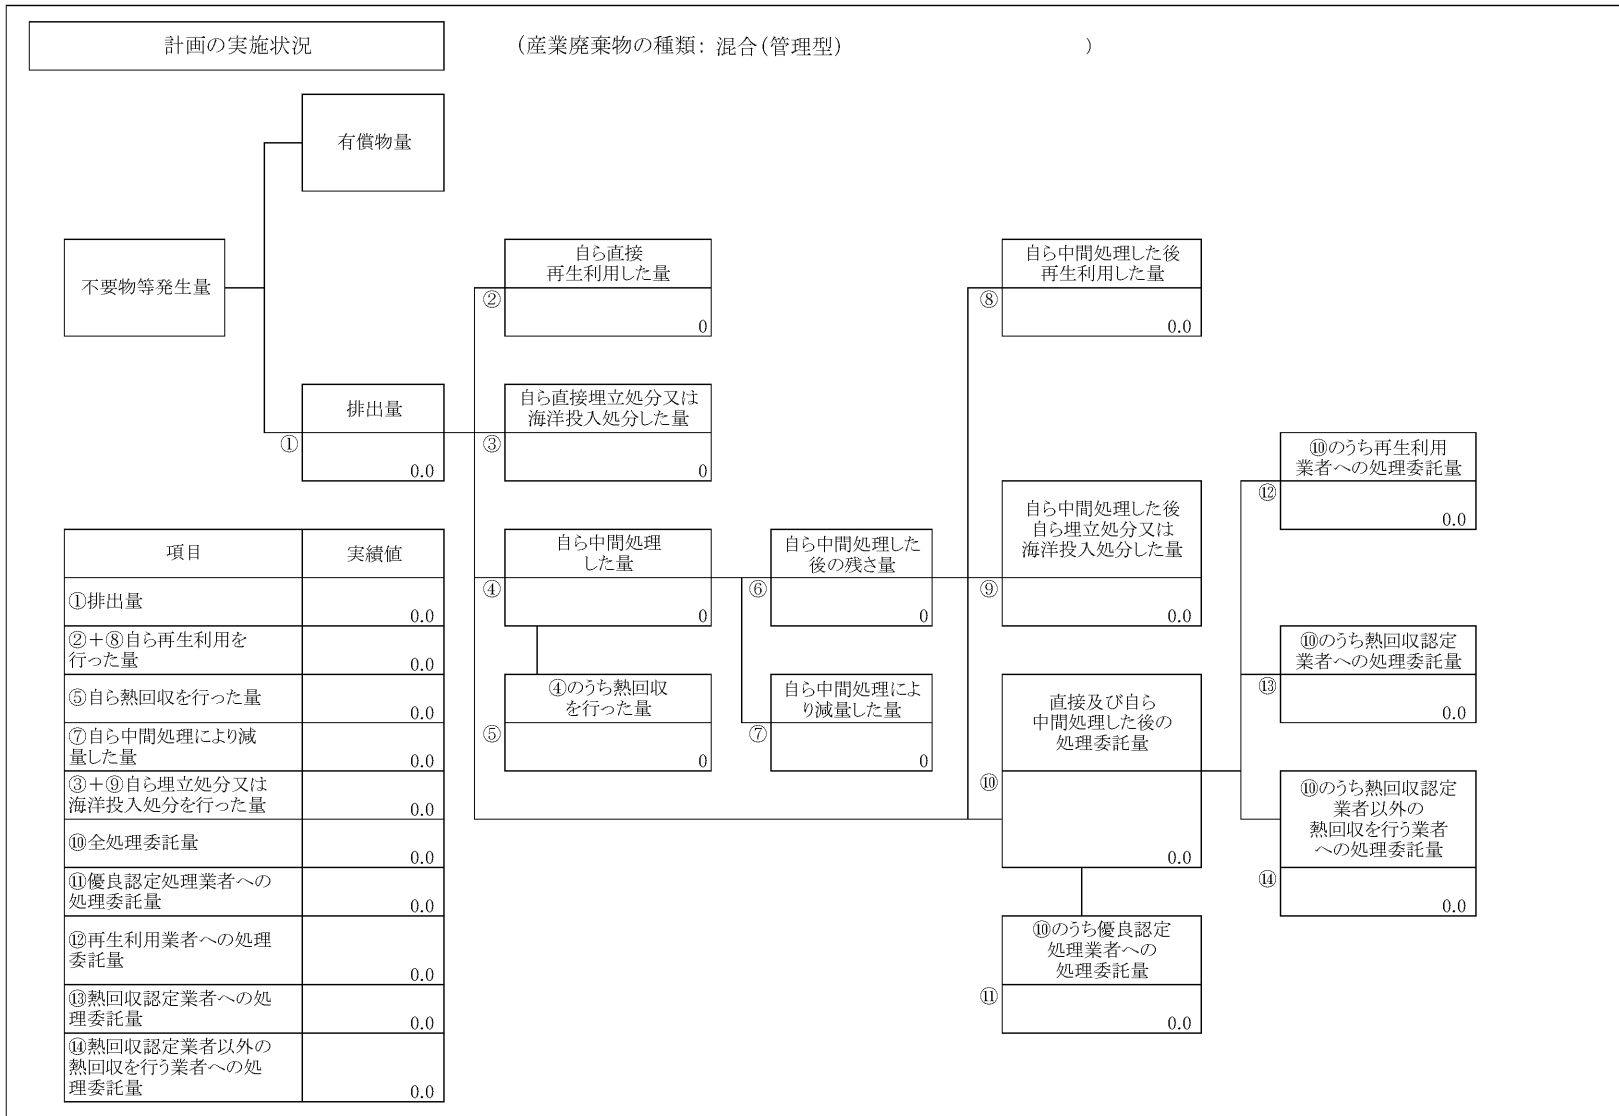 計画の実施状況
(産業廃棄物の種類: 混合(管理型) )
有償物量
不要物等発生量
排出量
①
0.0
自ら直接
再生利用した量
②
0
自ら直接埋立処分又は
海洋投入処分した量
③
0
自ら中間処理
した量
④
0
④のうち熱回収
を行った量
⑤
0
自ら中間処理した
後の残さ量
⑥
0
自ら中間処理によ
り減量した量
⑦
0
自ら中間処理した後
再生利用した量
⑧
0.0
自ら中間処理した後
自ら埋立処分又は
海洋投入処分した量
⑨
0.0
直接及び自ら
中間処理した後の
処理委託量
⑩
0.0
⑩のうち優良認定
処理業者への
処理委託量
⑪
0.0
⑩のうち再生利用
業者への処理委託量
⑫
0.0
⑩のうち熱回収認定
業者への処理委託量
⑬
0.0
⑩のうち熱回収認定
業者以外の
熱回収を行う業者
への処理委託量
⑭
0.0
項目 実績値
①排出量
0.0
②+⑧自ら再生利用を
行った量
0.0
⑤自ら熱回収を行った量
0.0
⑦自ら中間処理により減
量した量
0.0
③+⑨自ら埋立処分又は
海洋投入処分を行った量
0.0
⑩全処理委託量
0.0
⑪優良認定処理業者への
処理委託量
0.0
⑫再生利用業者への処理
委託量
0.0
⑬熱回収認定業者への処
理委託量
0.0
⑭熱回収認定業者以外の
熱回収を行う業者への処
理委託量
0.0